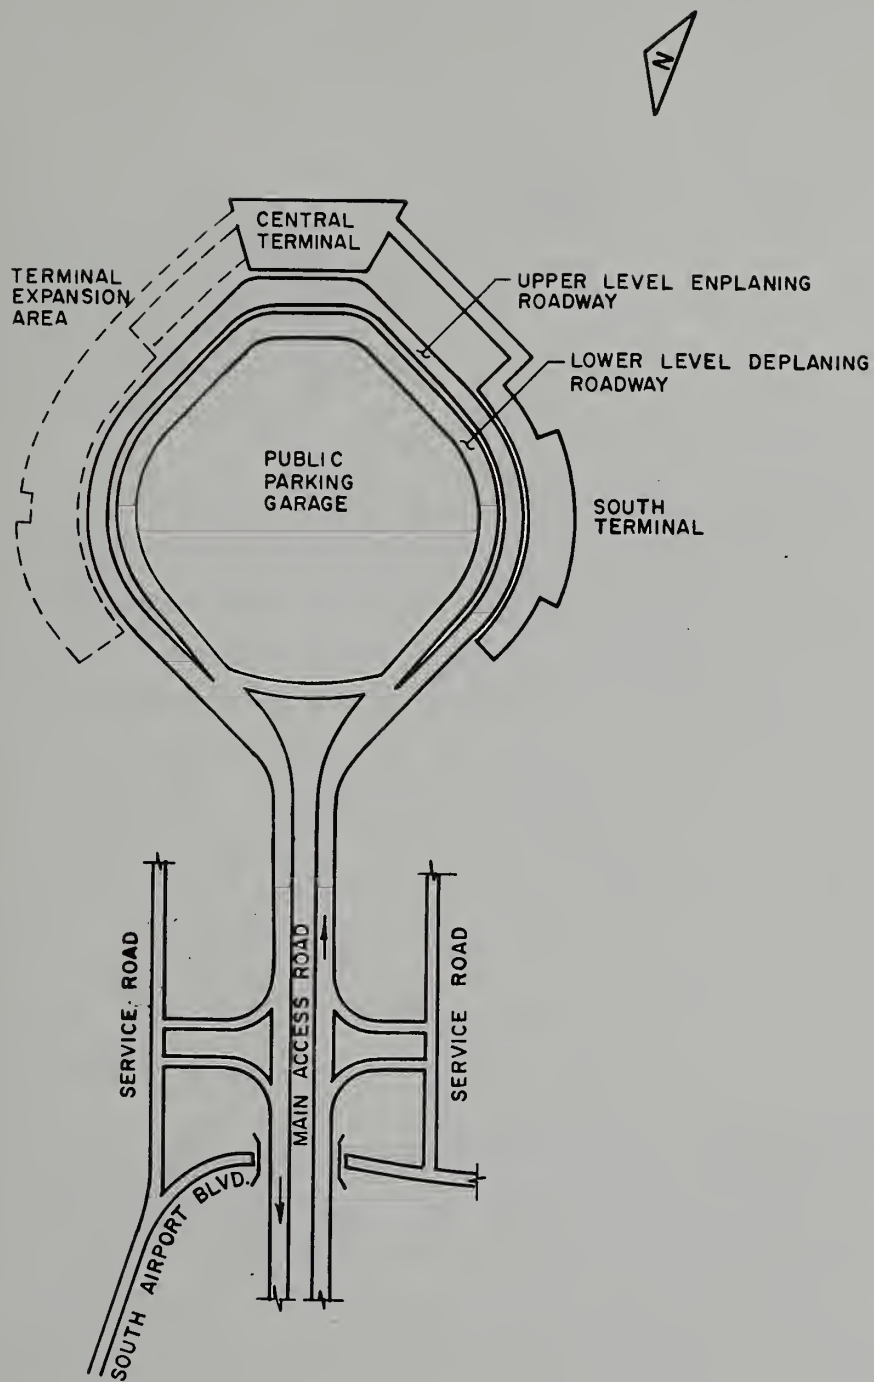 N
CENTRAL
TERMINAL
TERMINAL
EXPANSION
AREA
UPPER LEVEL ENPLANING
ROADWAY
LOWER LEVEL DEPLANING
ROADWAY
PUBLIC
PARKING
GARAGE
SOUTH
TERMINAL
SERVICE ROAD
MAIN ACCESS ROAD
SERVICE ROAD
SOUTH AIRPORT BLVD.